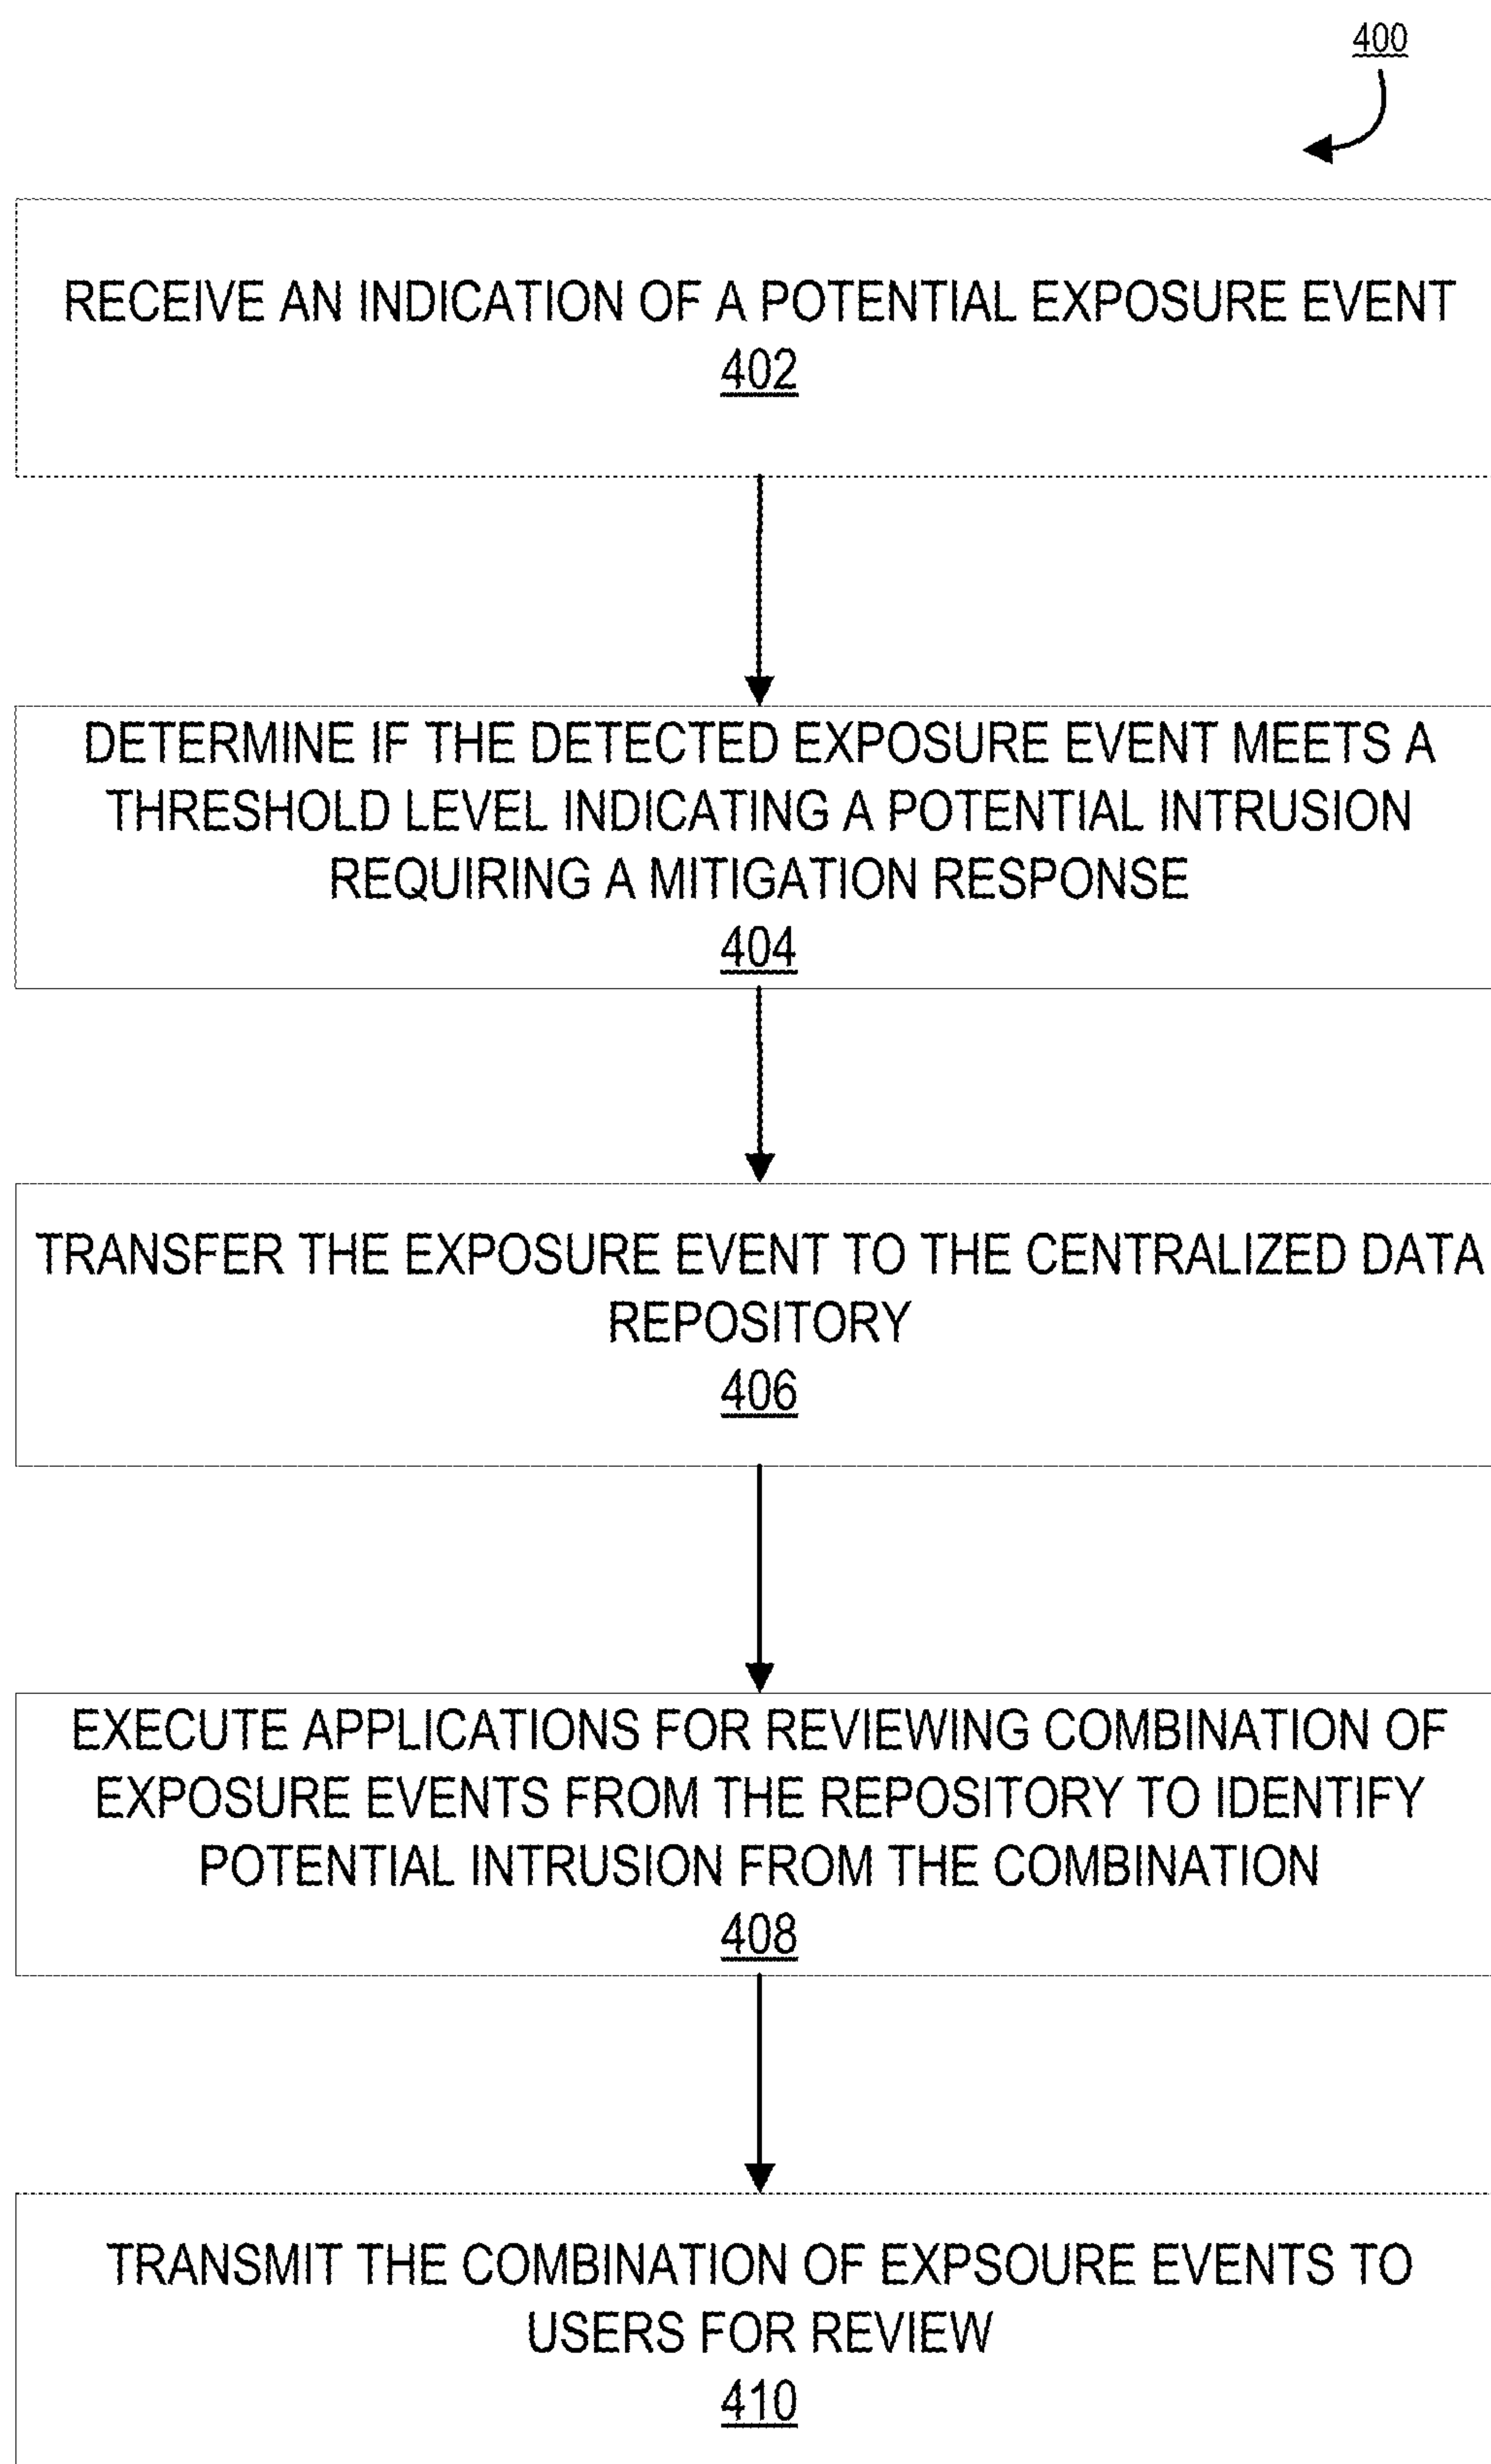 400
RECEIVE AN INDICATION OF A POTENTIAL EXPOSURE EVENT
402
DETERMINE IF THE DETECTED EXPOSURE EVENT MEETS A
THRESHOLD LEVEL INDICATING A POTENTIAL INTRUSION
REQUIRING A MITIGATION RESPONSE
404
TRANSFER THE EXPOSURE EVENT TO THE CENTRALIZED DATA
REPOSITORY
406
EXECUTE APPLICATIONS FOR REVIEWING COMBINATION OF
EXPOSURE EVENTS FROM THE REPOSITORY TO IDENTIFY
POTENTIAL INTRUSION FROM THE COMBINATION
408
TRANSMIT THE COMBINATION OF EXPSOURE EVENTS TO
USERS FOR REVIEW
410